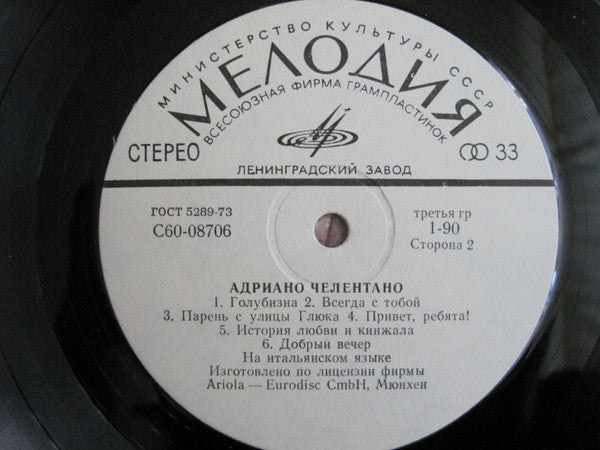 МИНИСТЕРСТВО КУЛЬТУРЫ СССР
МЕЛОДИЯ
ВСЕСОЮЗНАЯ ФИРМА ГРАМПЛАСТИНОК
СТЕРЕО
33
ЛЕНИНГРАДСКИЙ ЗАВОД
ГОСТ 5289-73
С60-08706
третья гр
1-90
Сторона 2
АДРИАНО ЧЕЛЕНТАНО
1. Голубизна 2. Всегда с тобой
3. Парень с улицы Глюка 4. Привет, ребята!
5. История любви и кинжала
6. Добрый вечер
На итальянском языке
Изготовлено по лицензии фирмы
Ariola — Eurodisc CmbH, Мюнхен